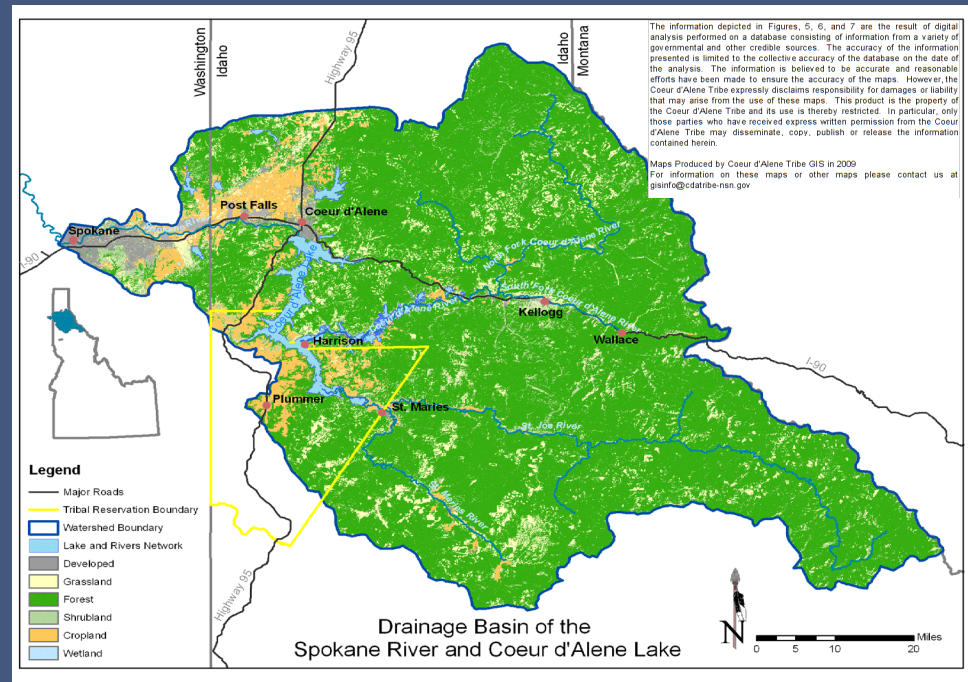 The information depicted in Figures, 5, 6, and 7 are the result of digital
analysis performed on a database consisting of information from a variety of
governmental and other credible sources. The accuracy of the information
presented is limited to the collective accuracy of the database on the date of
the analysis. The information is believed to be accurate and reasonable
efforts have been made to ensure the accuracy of the maps. However, the
Coeur d'Alene Tribe expressly disclaims responsibility for damages or liability
that may arise from the use of these maps. This product is the property of
the Coeur d'Alene Tribe and its use is thereby restricted. In particular, only
those parties who have received express written permission from the Coeur
d'Alene Tribe may disseminate, copy, publish or release the information
contained herein.
Maps Produced by Coeur d'Alene Tribe GIS in 2009
For information on these maps or other maps please contact us at
gisinfo@cdatribe-nsn.gov
Washington
Idaho
Highway 95
Idaho
Montana
Post Falls
Coeur d'Alene
Spokane
I-90
North Fork Coeur d'Alene River
Coeur d'Alene Lake
South Fork Coeur d'Alene River
Coeur d'Alene River
Kellogg
Wallace
Harrison
I-90
Plummer
St. Maries
St. Joe River
St. Maries River
Highway 95
Legend
Major Roads
Tribal Reservation Boundary
Watershed Boundary
Lake and Rivers Network
Developed
Grassland
Forest
Shrubland
Cropland
Wetland
Drainage Basin of the
Spokane River and Coeur d'Alene Lake
N
Miles
0 5 10 20